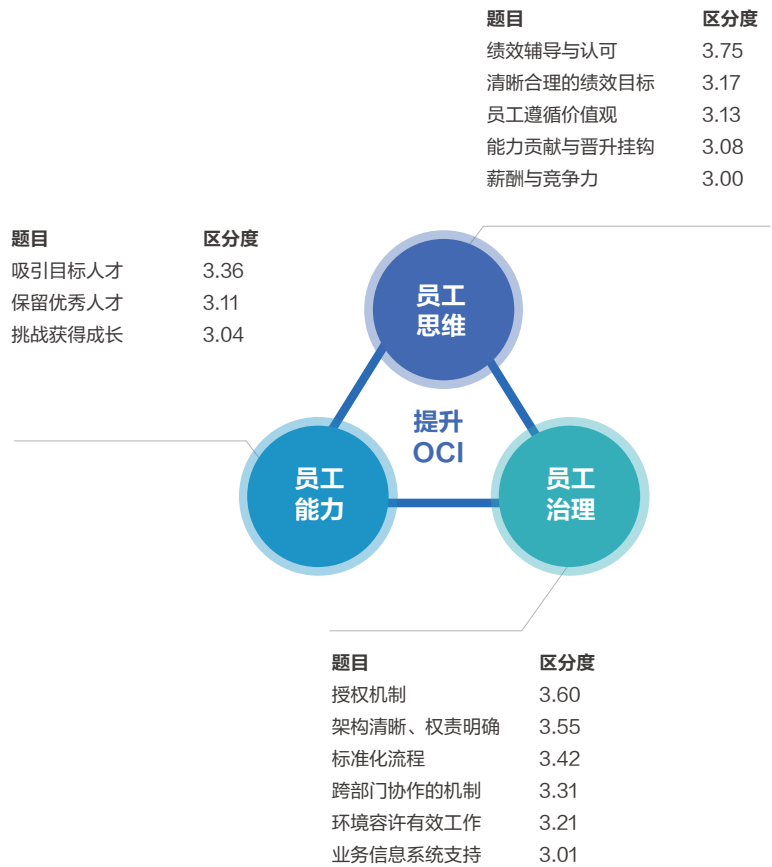 题目 区分度
绩效辅导与认可 3.75
清晰合理的绩效目标 3.17
员工遵循价值观 3.13
能力贡献与晋升挂钩 3.08
薪酬与竞争力 3.00
题目 区分度
吸引目标人才 3.36
保留优秀人才 3.11
挑战获得成长 3.04
员工
思维
提升
OCI
员工
能力
员工
治理
题目 区分度
授权机制 3.60
架构清晰、权责明确 3.55
标准化流程 3.42
跨部门协作的机制 3.31
环境容许有效工作 3.21
业务信息系统支持 3.01